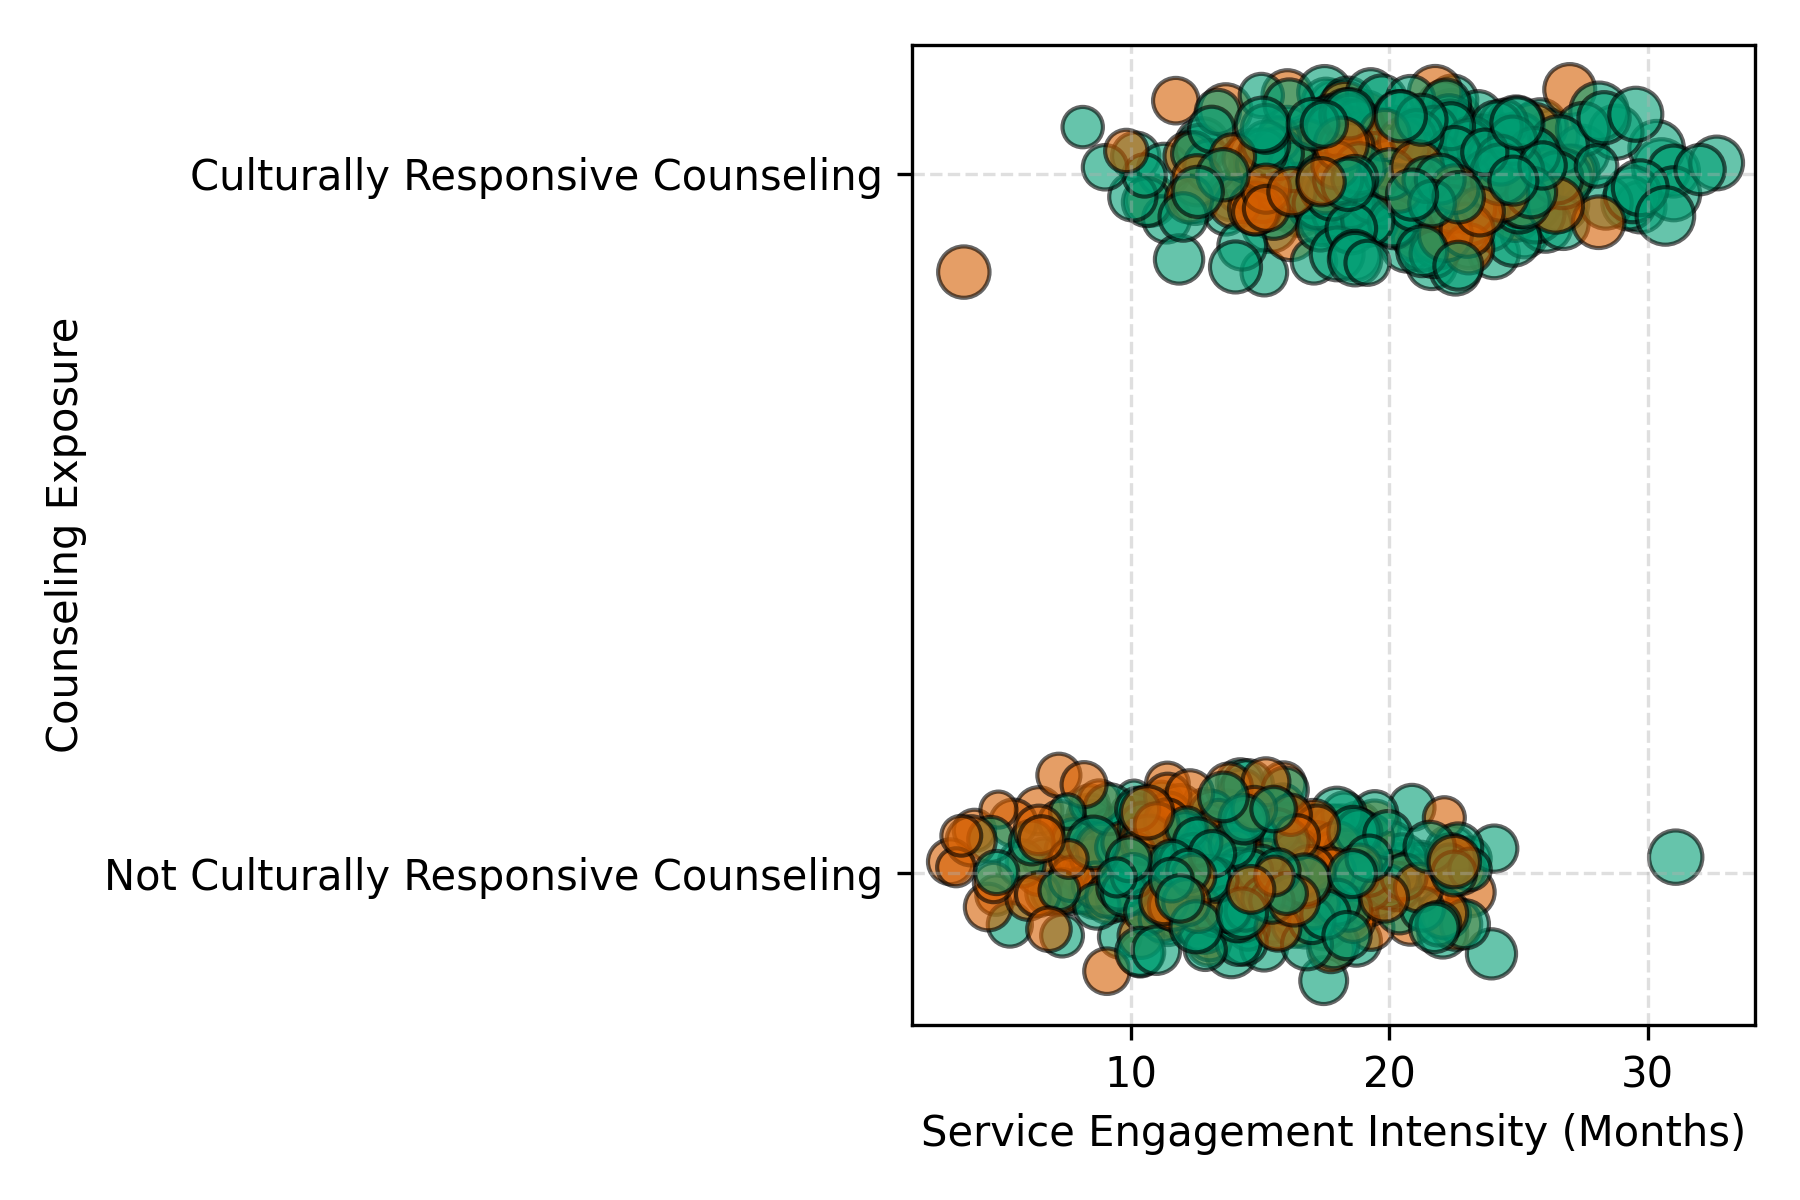 Culturally Responsive Counseling
Counseling Exposure
Not Culturally Responsive Counseling
10 20 30
Service Engagement Intensity (Months)